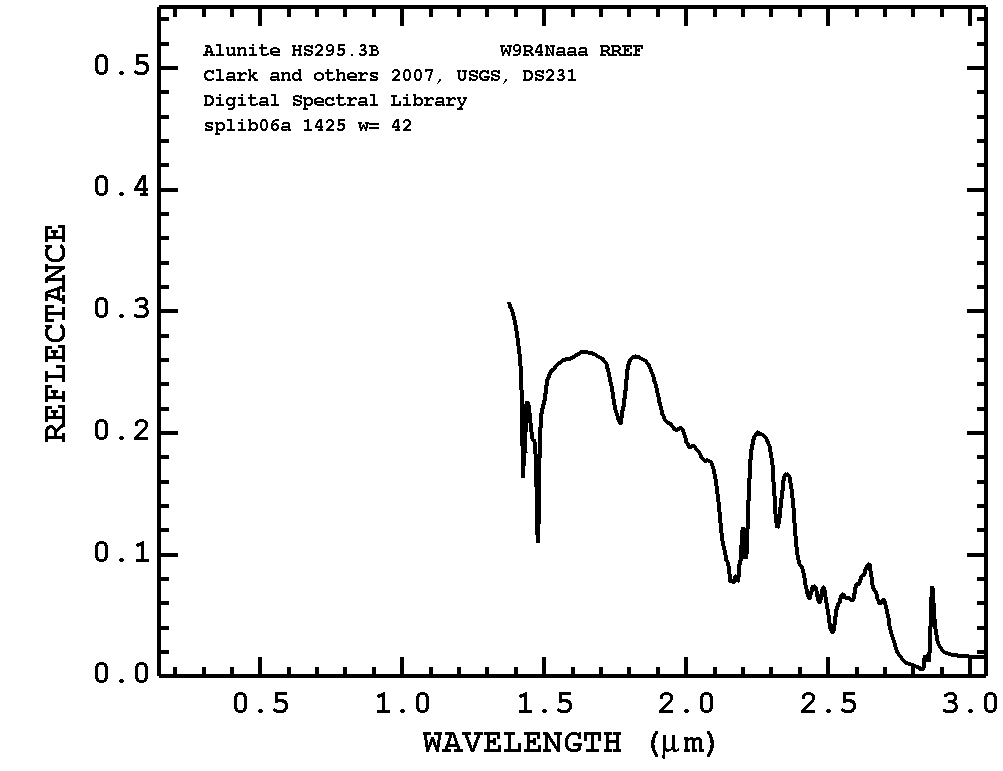 Alunite HS295.3B W9R4Naaa RREF
Clark and others 2007, USGS, DS231
Digital Spectral Library
splib06a 1425 w= 42
0.5
0.4
0.3
0.2
0.1
0.0
REFLECTANCE
0.5 1.0 1.5 2.0 2.5 3.0
WAVELENGTH (μm)